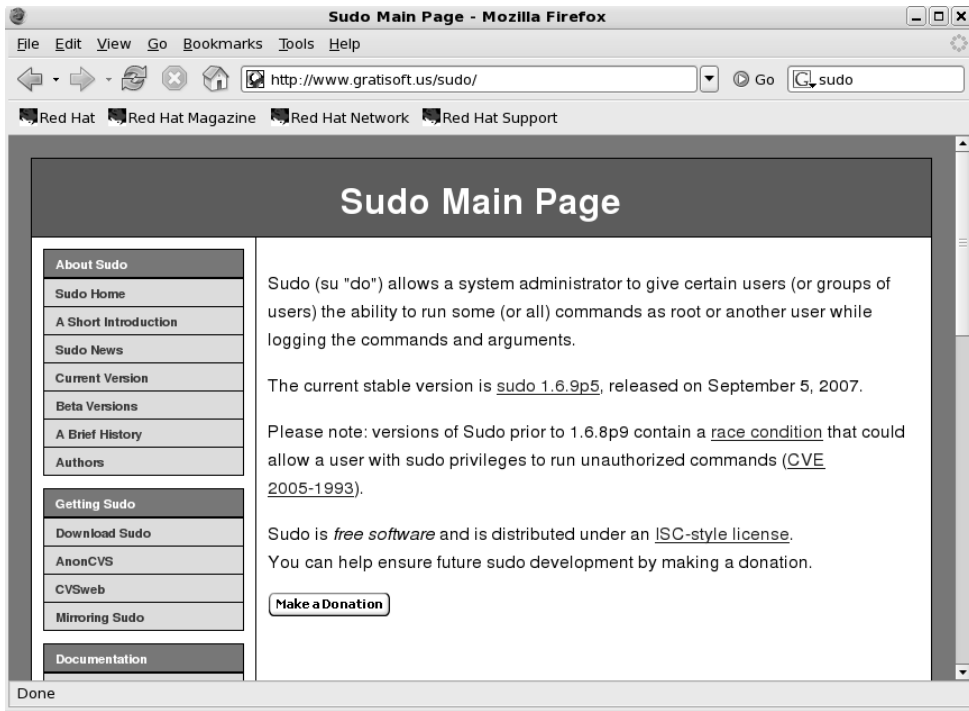 Sudo Main Page - Mozilla Firefox
File Edit View Go Bookmarks Tools Help
http://www.gratisoft.us/sudo/ Go G sudo
Red Hat Red Hat Magazine Red Hat Network Red Hat Support
Sudo Main Page
About Sudo
Sudo Home
A Short Introduction
Sudo News
Current Version
Beta Versions
A Brief History
Authors
Getting Sudo
Download Sudo
AnonCVS
CVSweb
Mirroring Sudo
Documentation
Sudo (su "do") allows a system administrator to give certain users (or groups of
users) the ability to run some (or all) commands as root or another user while
logging the commands and arguments.
The current stable version is sudo 1.6.9p5, released on September 5, 2007.
Please note: versions of Sudo prior to 1.6.8p9 contain a race condition that could
allow a user with sudo privileges to run unauthorized commands (CVE
2005-1993).
Sudo is free software and is distributed under an ISC-style license.
You can help ensure future sudo development by making a donation.
Make a Donation
Done